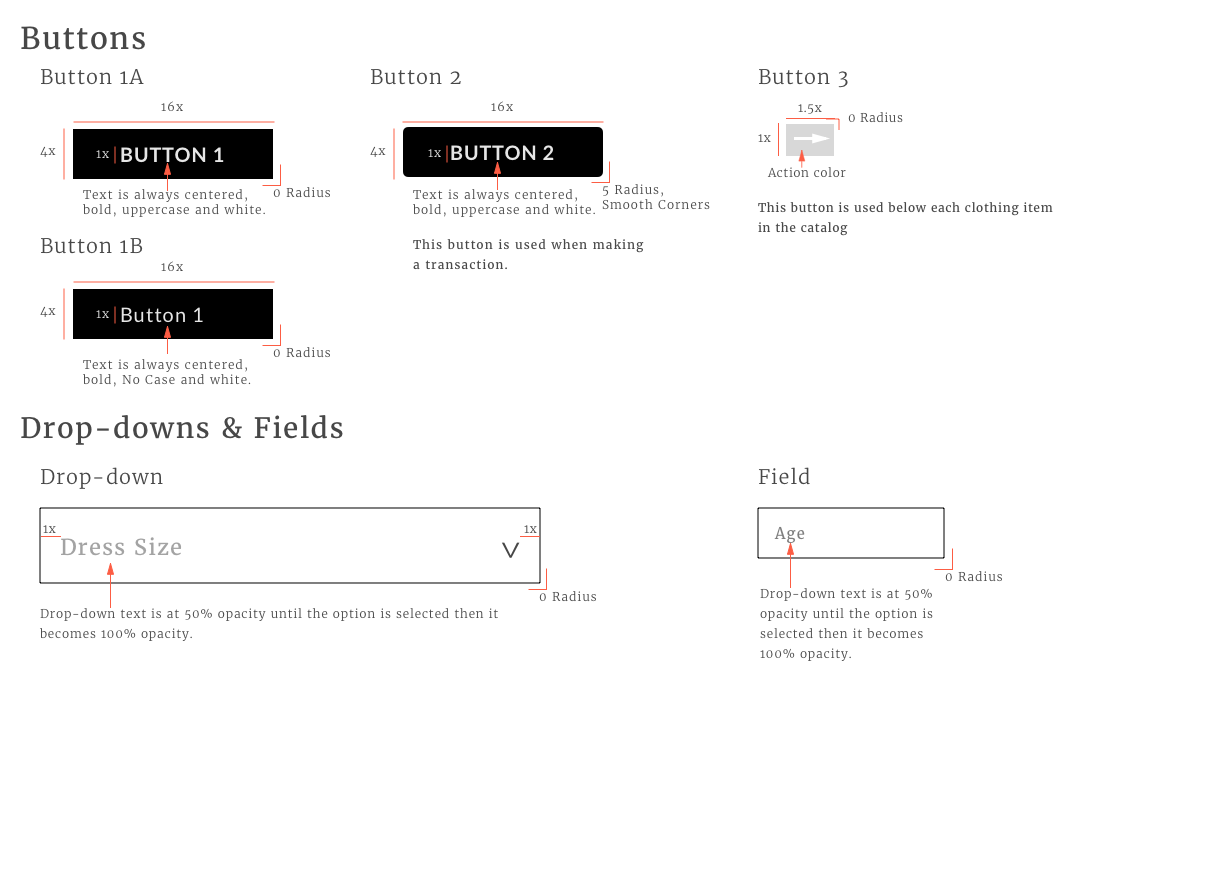 Buttons
Button 1A
16x
4x
1x
BUTTON 1
0 Radius
Text is always centered,
bold, uppercase and white.
Button 2
16x
4x
1x
BUTTON 2
5 Radius,
Smooth Corners
Text is always centered,
bold, uppercase and white.
This button is used when making
a transaction.
Button 3
1.5x
0 Radius
1x
Action color
This button is used below each clothing item
in the catalog
Button 1B
16x
4x
1x
Button 1
0 Radius
Text is always centered,
bold, No Case and white.
Drop-downs & Fields
Drop-down
1x
1x
Dress Size
V
0 Radius
Drop-down text is at 50% opacity until the option is selected then it
becomes 100% opacity.
Field
Age
0 Radius
Drop-down text is at 50%
opacity until the option is
selected then it becomes
100% opacity.